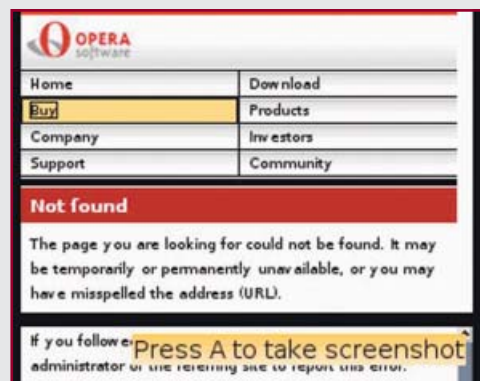 OPERA
software
Home Download
Buy Products
Company Investors
Support Community
Not found
The page you are looking for could not be found. It may
be temporarily or permanently unavailable, or you may
have misspelled the address (URL).
If you followe
Press A to take screenshot
administrator of the referring site to report this error.